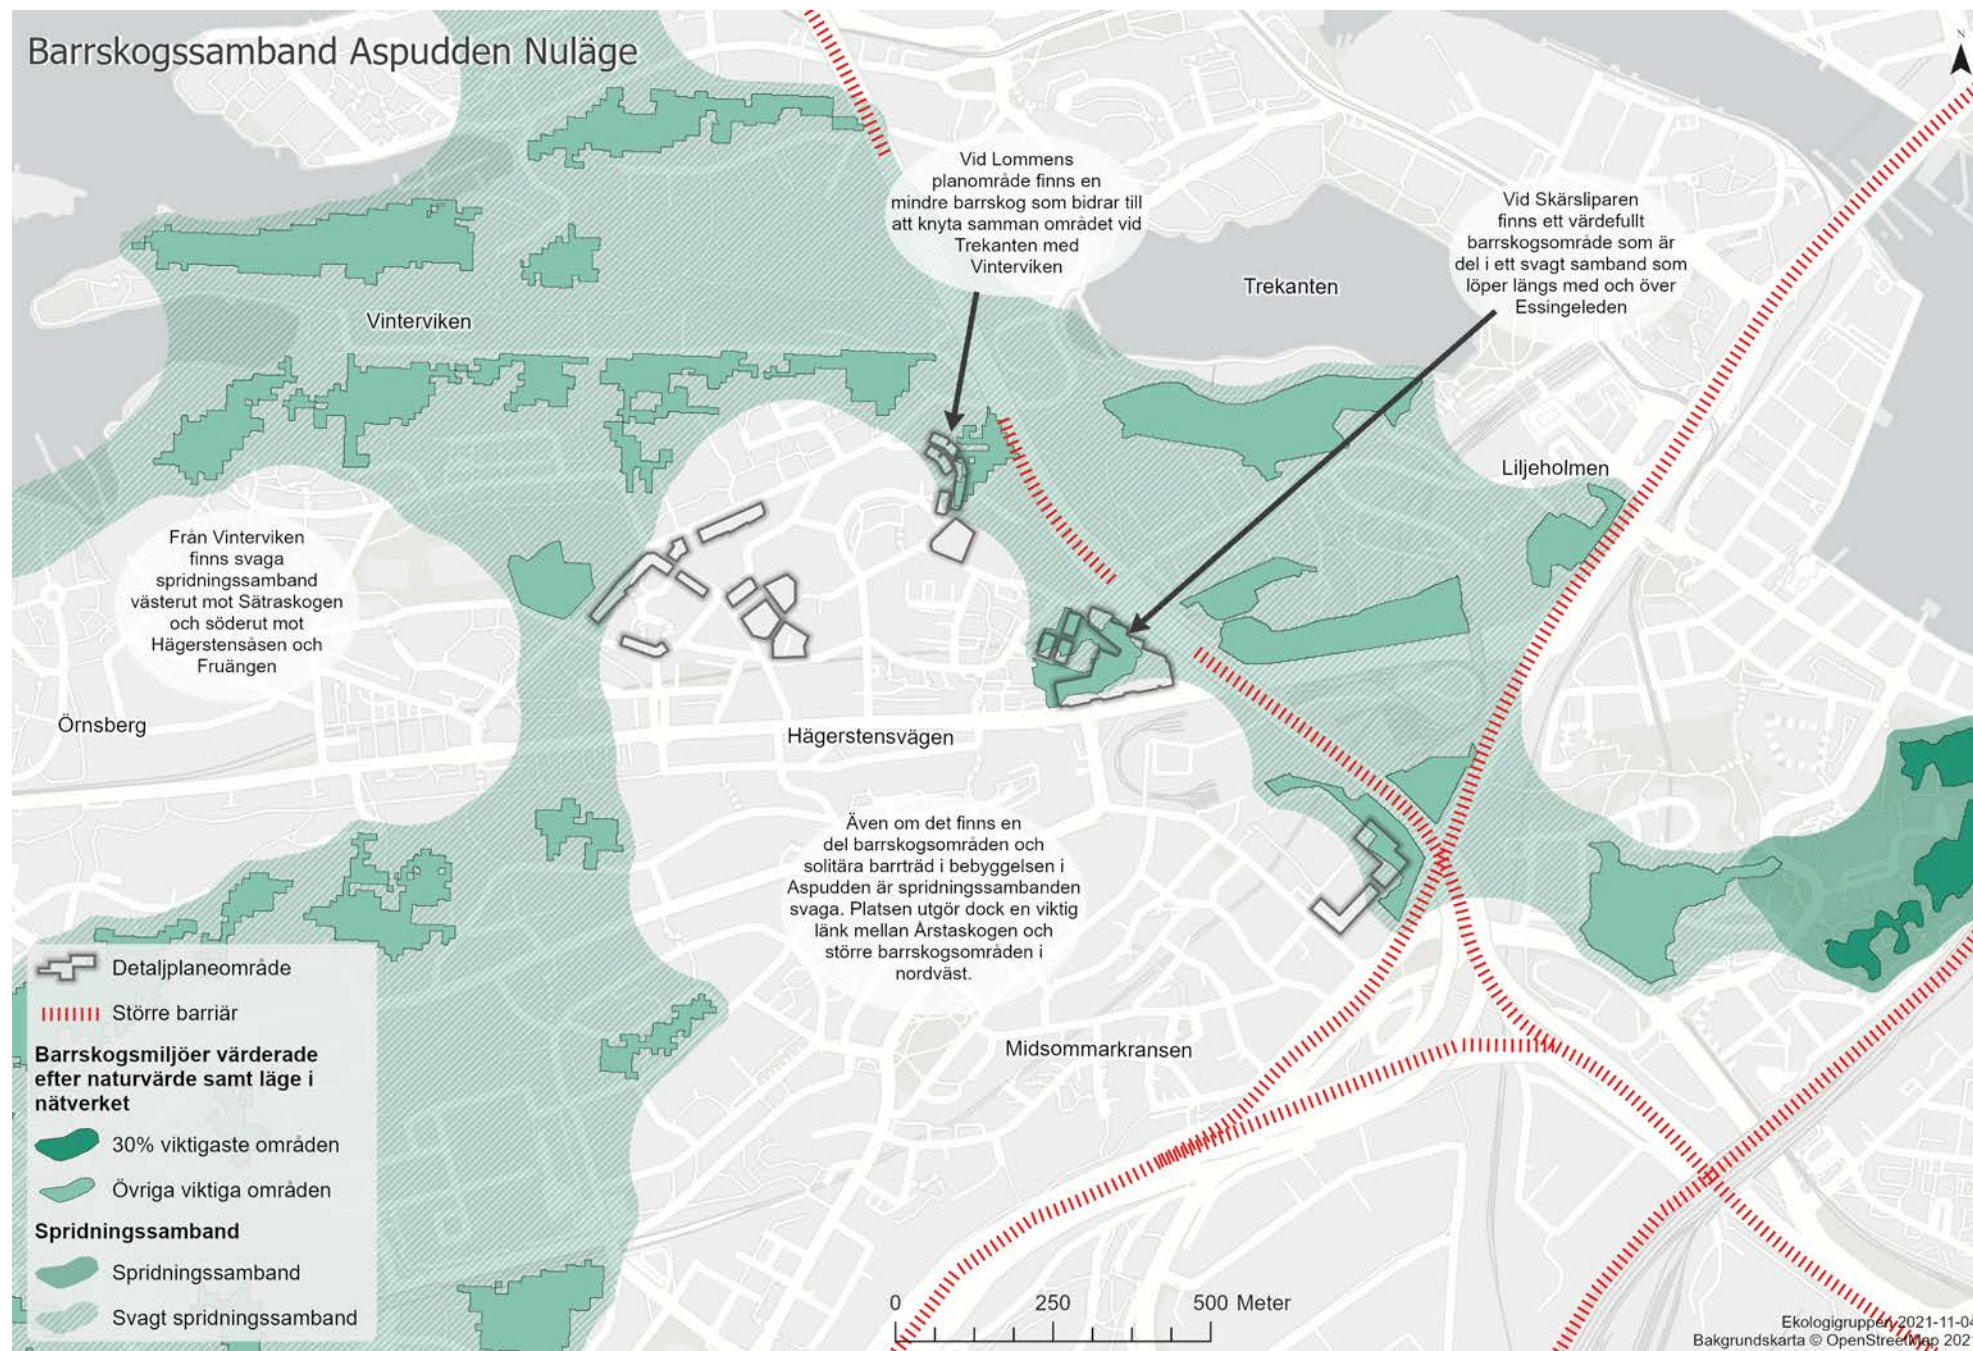 Barrskogssamband Aspudden Nuläge
N
Vid Lommens
planområde finns en
mindre barrskog som bidrar till
att knyta samman området vid
Trekanten med
Vinterviken
Vid Skärsliparen
finns ett värdefullt
barrskogsområde som är
del i ett svagt samband som
löper längs med och över
Essingeleden
Trekanten
Vinterviken
Liljeholmen
Från Vinterviken
finns svaga
spridningssamband
västerut mot Sätraskogen
och söderut mot
Hägerstensåsen och
Fruängen
Örnsberg
Hägerstensvägen
Även om det finns en
del barrskogsområden och
solitära barrträd i bebyggelsen i
Aspudden är spridningssambanden
svaga. Platsen utgör dock en viktig
länk mellan Årstaskogen och
större barrskogsområden i
nordväst.
Midsommarkransen
Detaljplaneområde
Större barriär
Barrskogsmiljöer värderade
efter naturvärde samt läge i
nätverket
30% viktigaste områden
Övriga viktiga områden
Spridningssamband
Spridningssamband
Svagt spridningssamband
0 250 500 Meter
Ekologigruppen 2021-11-04
Bakgrundskarta © OpenStreetMap 202